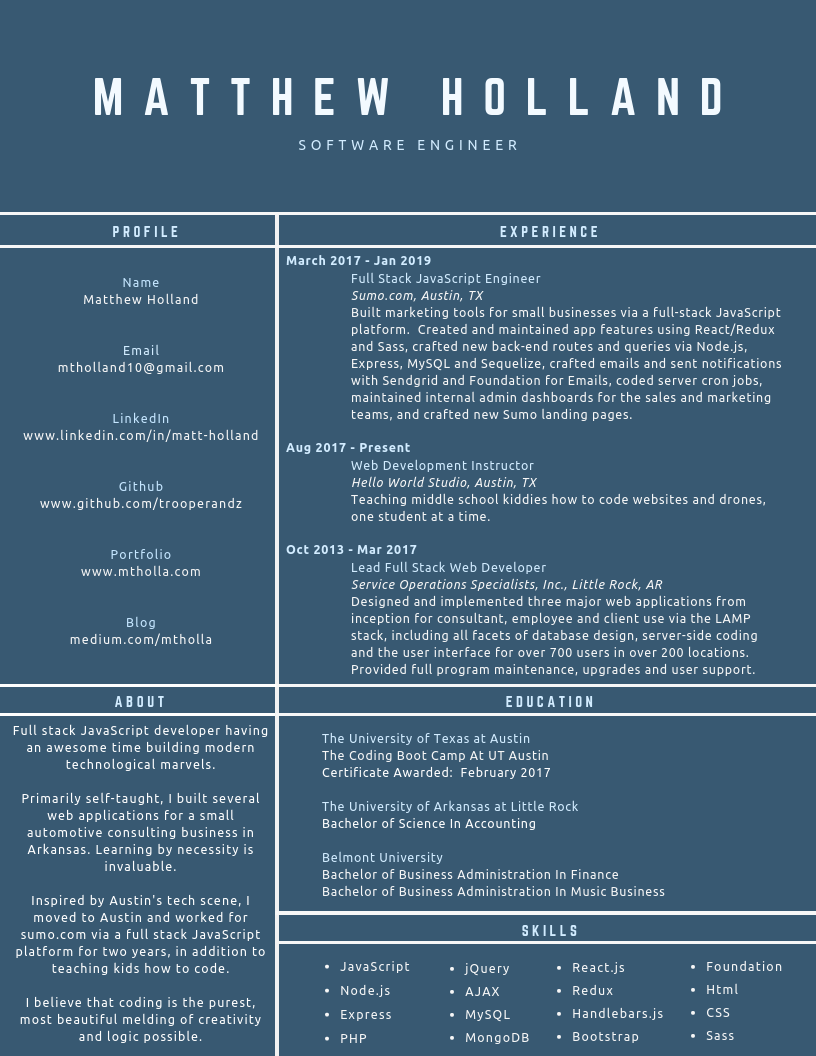 MATTHEW HOLLAND
SOFTWARE ENGINEER
PROFILE
Name
Matthew Holland
Email
mtholland10@gmail.com
LinkedIn
www.linkedin.com/in/matt-holland
Github
www.github.com/trooperandz
Portfolio
www.mtholla.com
Blog
medium.com/mtholla
EXPERIENCE
March 2017 - Jan 2019
Full Stack JavaScript Engineer
Sumo.com, Austin, TX
Built marketing tools for small businesses via a full-stack JavaScript
platform.  Created and maintained app features using React/Redux
and Sass, crafted new back-end routes and queries via Node.js,
Express, MySQL and Sequelize, crafted emails and sent notifications
with Sendgrid and Foundation for Emails, coded server cron jobs,
maintained internal admin dashboards for the sales and marketing
teams, and crafted new Sumo landing pages.
Aug 2017 - Present
Web Development Instructor
Hello World Studio, Austin, TX
Teaching middle school kiddies how to code websites and drones,
one student at a time.
Oct 2013 - Mar 2017
Lead Full Stack Web Developer
Service Operations Specialists, Inc., Little Rock, AR
Designed and implemented three major web applications from
inception for consultant, employee and client use via the LAMP
stack, including all facets of database design, server-side coding
and the user interface for over 700 users in over 200 locations.
Provided full program maintenance, upgrades and user support.
ABOUT
Full stack JavaScript developer having
an awesome time building modern
technological marvels.
Primarily self-taught, I built several
web applications for a small
automotive consulting business in
Arkansas. Learning by necessity is
invaluable.
Inspired by Austin's tech scene, I
moved to Austin and worked for
sumo.com via a full stack JavaScript
platform for two years, in addition to
teaching kids how to code.
I believe that coding is the purest,
most beautiful melding of creativity
and logic possible.
EDUCATION
The University of Texas at Austin
The Coding Boot Camp At UT Austin
Certificate Awarded:  February 2017
The University of Arkansas at Little Rock
Bachelor of Science In Accounting
Belmont University
Bachelor of Business Administration In Finance
Bachelor of Business Administration In Music Business
SKILLS
• JavaScript
• Node.js
• Express
• PHP
• jQuery
• AJAX
• MySQL
• MongoDB
• React.js
• Redux
• Handlebars.js
• Bootstrap
• Foundation
• Html
• CSS
• Sass